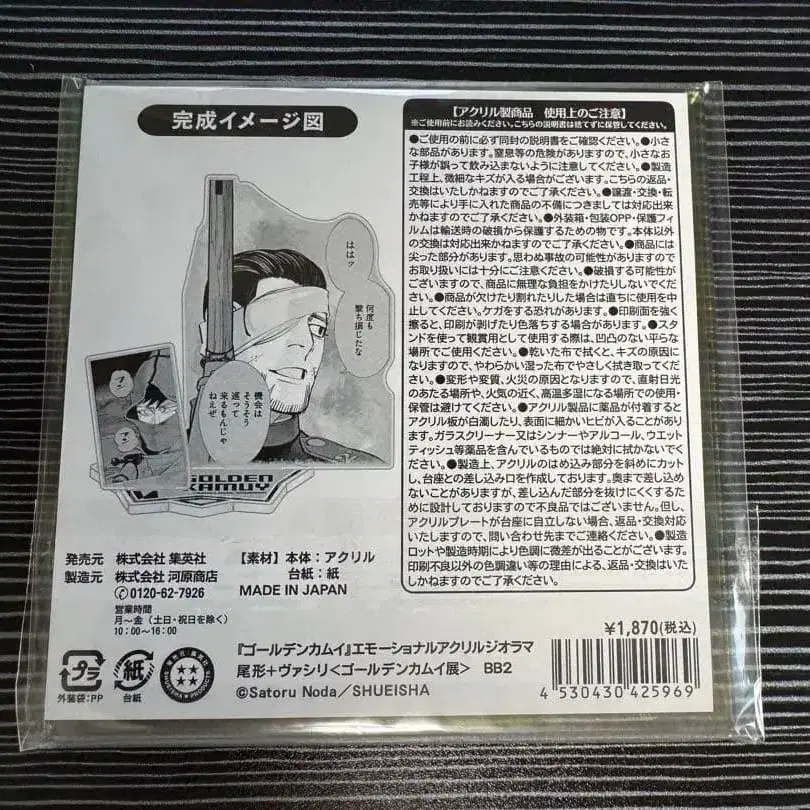 完成イメージ図
ははッ
何度も
撃ち損じたな
機会は
そうそう
巡って
来るもんじゃ
ねえぜ
GOLDEN
KAMUY
発売元 株式会社 集英社
製造元 株式会社 河原商店
0120-62-7926
営業時間
月～金(土日・祝日を除く)
10:00～16:00
【素材】本体:アクリル
台紙:紙
MADE IN JAPAN
【アクリル製商品 使用上のご注意】
※ご使用前にお読みください。こちらの説明書は捨てずに保管してください。
●ご使用の前に必ず同封の説明書をご確認ください。●小さ
な部品があります。窒息等の危険がありますので、小さなお
子様が誤って飲み込まないように注意してください。●製造
工程上、微細なキズが入る場合がございます。こちらの返品・
交換はいたしかねますのでご了承ください。●譲渡・交換・転
売等により手に入れた商品の不備につきましては対応出来
かねますのでご了承ください。●外装箱・包装OPP・保護フィ
ルムは輸送時の破損から保護するための物です。本体以外
の交換は対応出来かねますのでご了承ください。●商品には
尖った部分があります。思わぬ事故の可能性がありますので
お取り扱いには十分にご注意ください。●破損する可能性が
ございますので、商品に無理な負担をかけたりしないでくだ
さい。●商品が欠けたり割れたりした場合は直ちに使用を中
止してください。ケガをする恐れがあります。●印刷面を強く
擦ると、印刷が剥げたり色落ちする場合があります。●スタ
ンドを使って観賞用として使用する際は、凹凸のない平らな
場所でご使用ください。●乾いた布で拭くと、キズの原因に
なりますので、やわらかい湿った布でやさしく拭き取ってくだ
さい。●変形や変質、火災の原因となりますので、直射日光
のあたる場所や、火気の近く、高温多湿になる場所での使用・
保管は避けてください。●アクリル製品に薬品が付着すると
アクリル板が白濁したり、表面に細かいヒビが入ることがあり
ます。ガラスクリーナー又はシンナーやアルコール、ウエット
ティッシュ等薬品を含んでいるものでは絶対に拭かないでく
ださい。●製造上、アクリルのはめ込み部分を斜めにカット
し、台座との差し込み口を作成しております。奥まで差し込
めないことがありますが、差し込んだ部分を抜けにくくするた
めに設計しておりますので不良品ではございません。但し、
アクリルプレートが台座に自立しない場合、返品・交換対応
いたしますので、問い合わせ先までご連絡ください。●製造
ロットや製造時期により色調に微差が出ることがございます。
印刷不良以外の色調違い等の理由による、返品・交換はいた
しかねますのでご了承ください。
¥1,870(税込)
『ゴールデンカムイ』エモーショナルアクリルジオラマ
尾形+ヴァシリ<ゴールデンカムイ展> BB2
©Satoru Noda/SHUEISHA
4 530430 425969
プラ
外装袋:PP
紙
台紙
SHUEISHA PRODUCTS